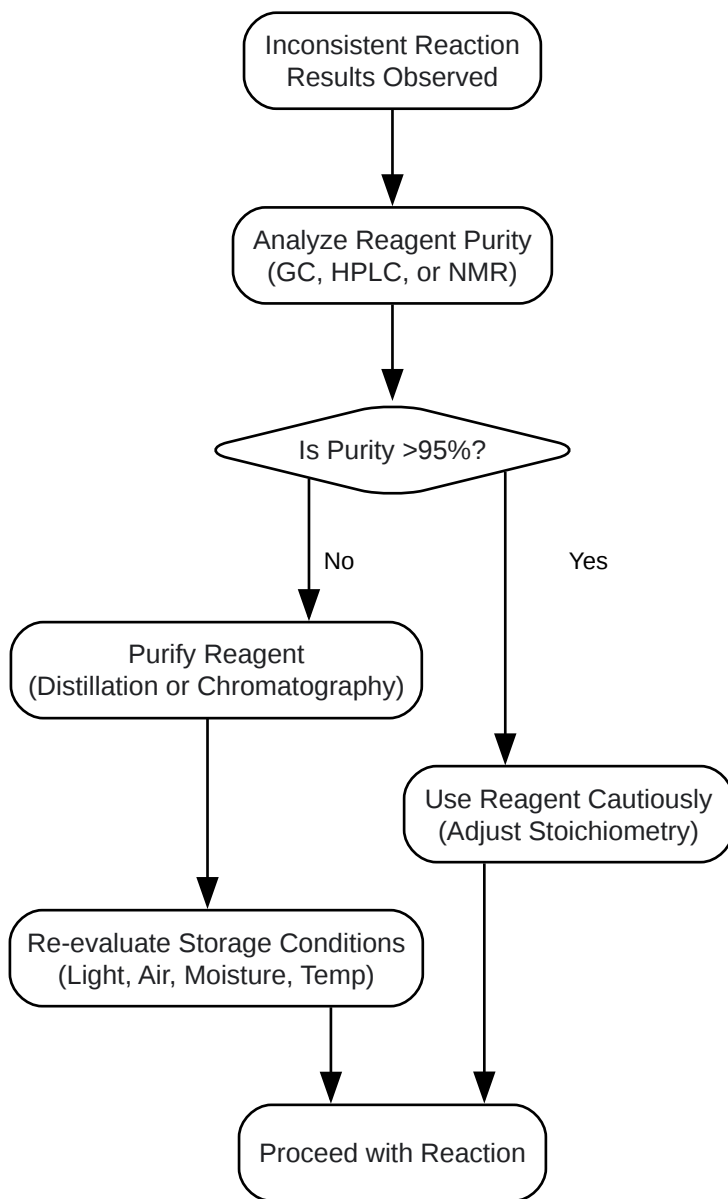 Inconsistent Reaction
Results Observed
Analyze Reagent Purity
(GC, HPLC, or NMR)
Is Purity >95%?
No
Yes
Purify Reagent
(Distillation or Chromatography)
Use Reagent Cautiously
(Adjust Stoichiometry)
Re-evaluate Storage Conditions
(Light, Air, Moisture, Temp)
Proceed with Reaction